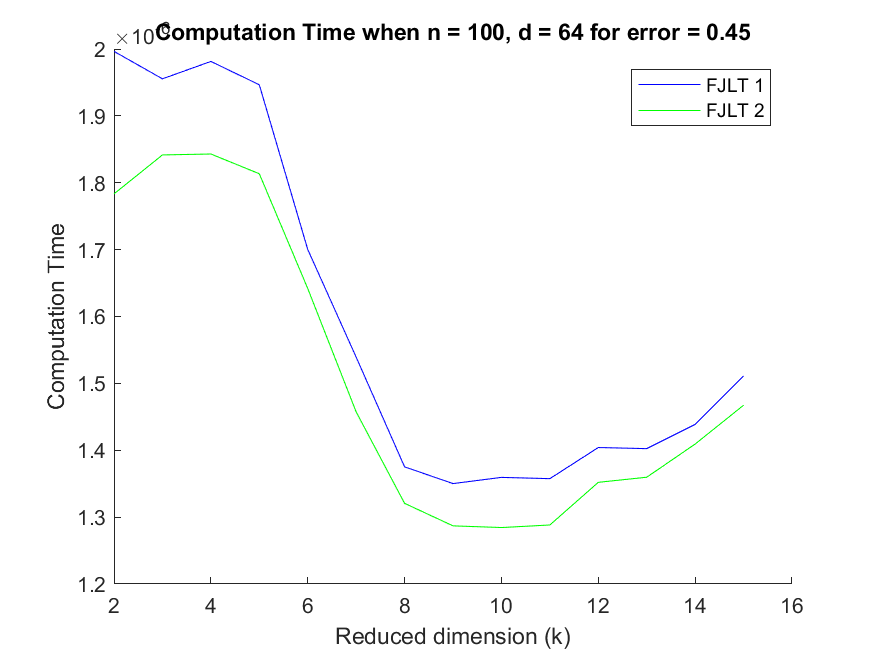 Computation Time when n = 100, d = 64 for error = 0.45
×10
2
1.9
1.8
1.7
1.6
1.5
1.4
1.3
1.2
Computation Time
FJLT 1
FJLT 2
2 4 6 8 10 12 14 16
Reduced dimension (k)